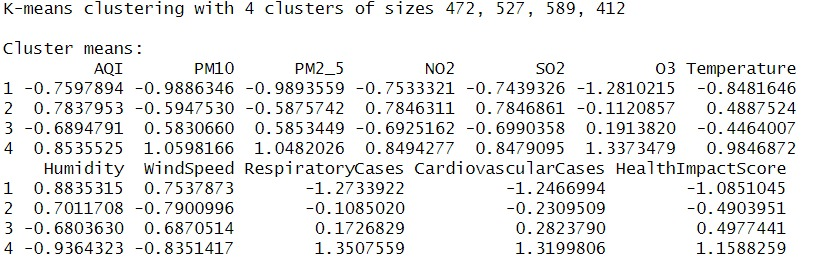 K-means clustering with 4 clusters of sizes 472, 527, 589, 412

Cluster means:
         AQI       PM10      PM2_5        NO2        SO2         O3 Temperature
1 -0.7597894 -0.9886346 -0.9893559 -0.7533321 -0.7439326 -1.2810215  -0.8481646
2  0.7837953 -0.5947530 -0.5875742  0.7846311  0.7846861 -0.1120857   0.4887524
3 -0.6894791  0.5830660  0.5853449 -0.6925162 -0.6990358  0.1913820  -0.4464007
4  0.8535525  1.0598166  1.0482026  0.8494277  0.8479095  1.3373479   0.9846872
    Humidity  WindSpeed RespiratoryCases CardiovascularCases HealthImpactScore
1  0.8835315  0.7537873       -1.2733922          -1.2466994        -1.0851045
2  0.7011708 -0.7900996       -0.1085020          -0.2309509        -0.4903951
3 -0.6803630  0.6870514        0.1726829           0.2823790         0.4977441
4 -0.9364323 -0.8351417        1.3507559           1.3199806         1.1588259